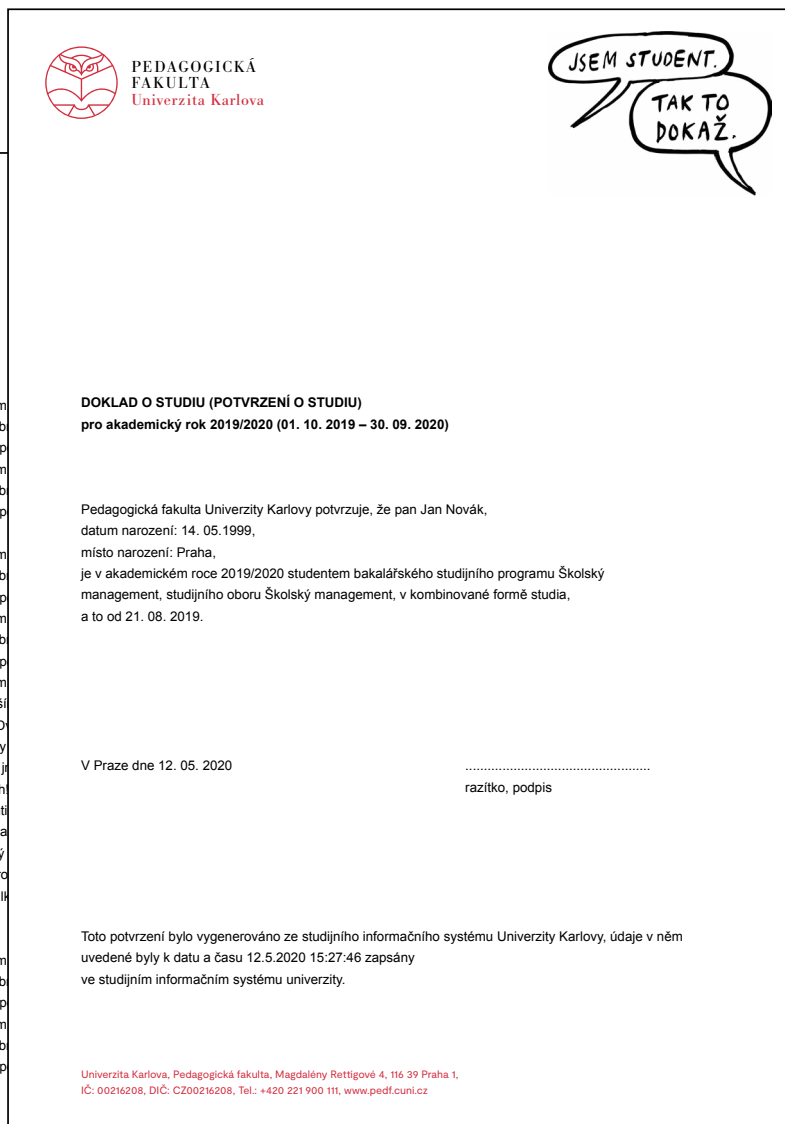 PEDAGOGICKÁ
FAKULTA
Univerzita Karlova
JSEM STUDENT.
TAK TO
DOKAŽ.
DOKLAD O STUDIU (POTVRZENÍ O STUDIU)
pro akademický rok 2019/2020 (01. 10. 2019 – 30. 09. 2020)
Pedagogická fakulta Univerzity Karlovy potvrzuje, že pan Jan Novák,
datum narození: 14. 05.1999,
místo narození: Praha,
je v akademickém roce 2019/2020 studentem bakalářského studijního programu Školský
management, studijního oboru Školský management, v kombinované formě studia,
a to od 21. 08. 2019.
V Praze dne 12. 05. 2020
..................................................
razítko, podpis
Toto potvrzení bylo vygenerováno ze studijního informačního systému Univerzity Karlovy, údaje v něm
uvedené byly k datu a času 12.5.2020 15:27:46 zapsány
ve studijním informačním systému univerzity.
Univerzita Karlova, Pedagogická fakulta, Magdalény Rettigové 4, 116 39 Praha 1,
IČ: 00216208, DIČ: CZ00216208, Tel.: +420 221 900 111, www.pedf.cuni.cz